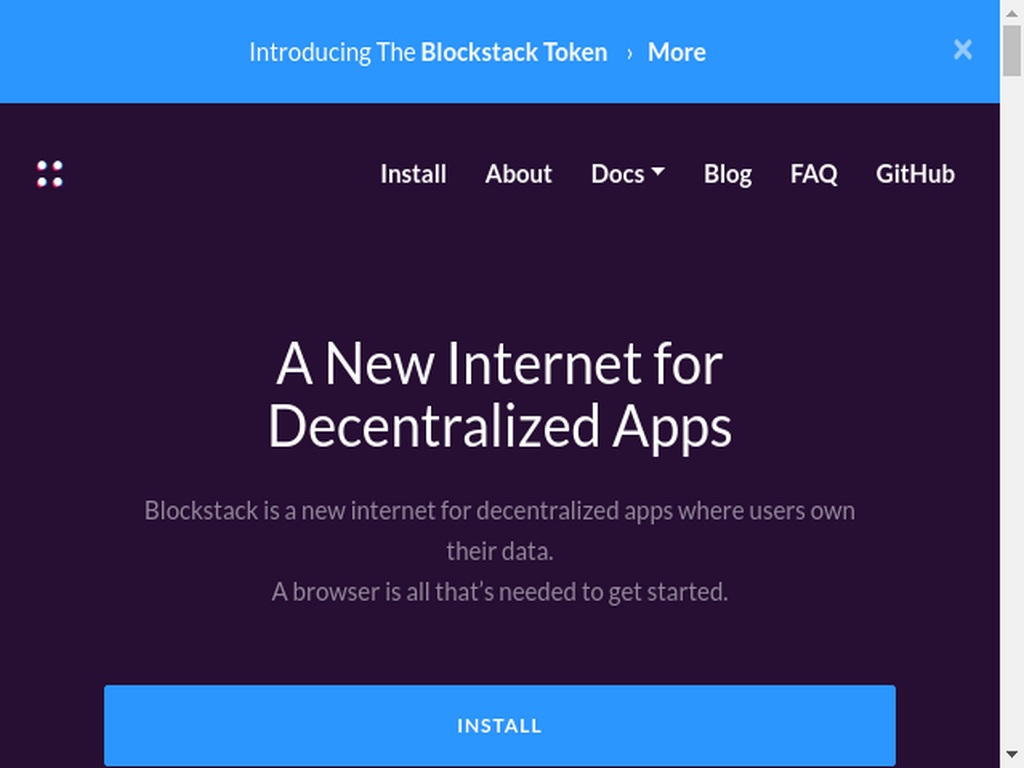 Introducing The Blockstack Token › More
Install About Docs Blog FAQ GitHub
A New Internet for
Decentralized Apps
Blockstack is a new internet for decentralized apps where users own
their data.
A browser is all that’s needed to get started.
INSTALL